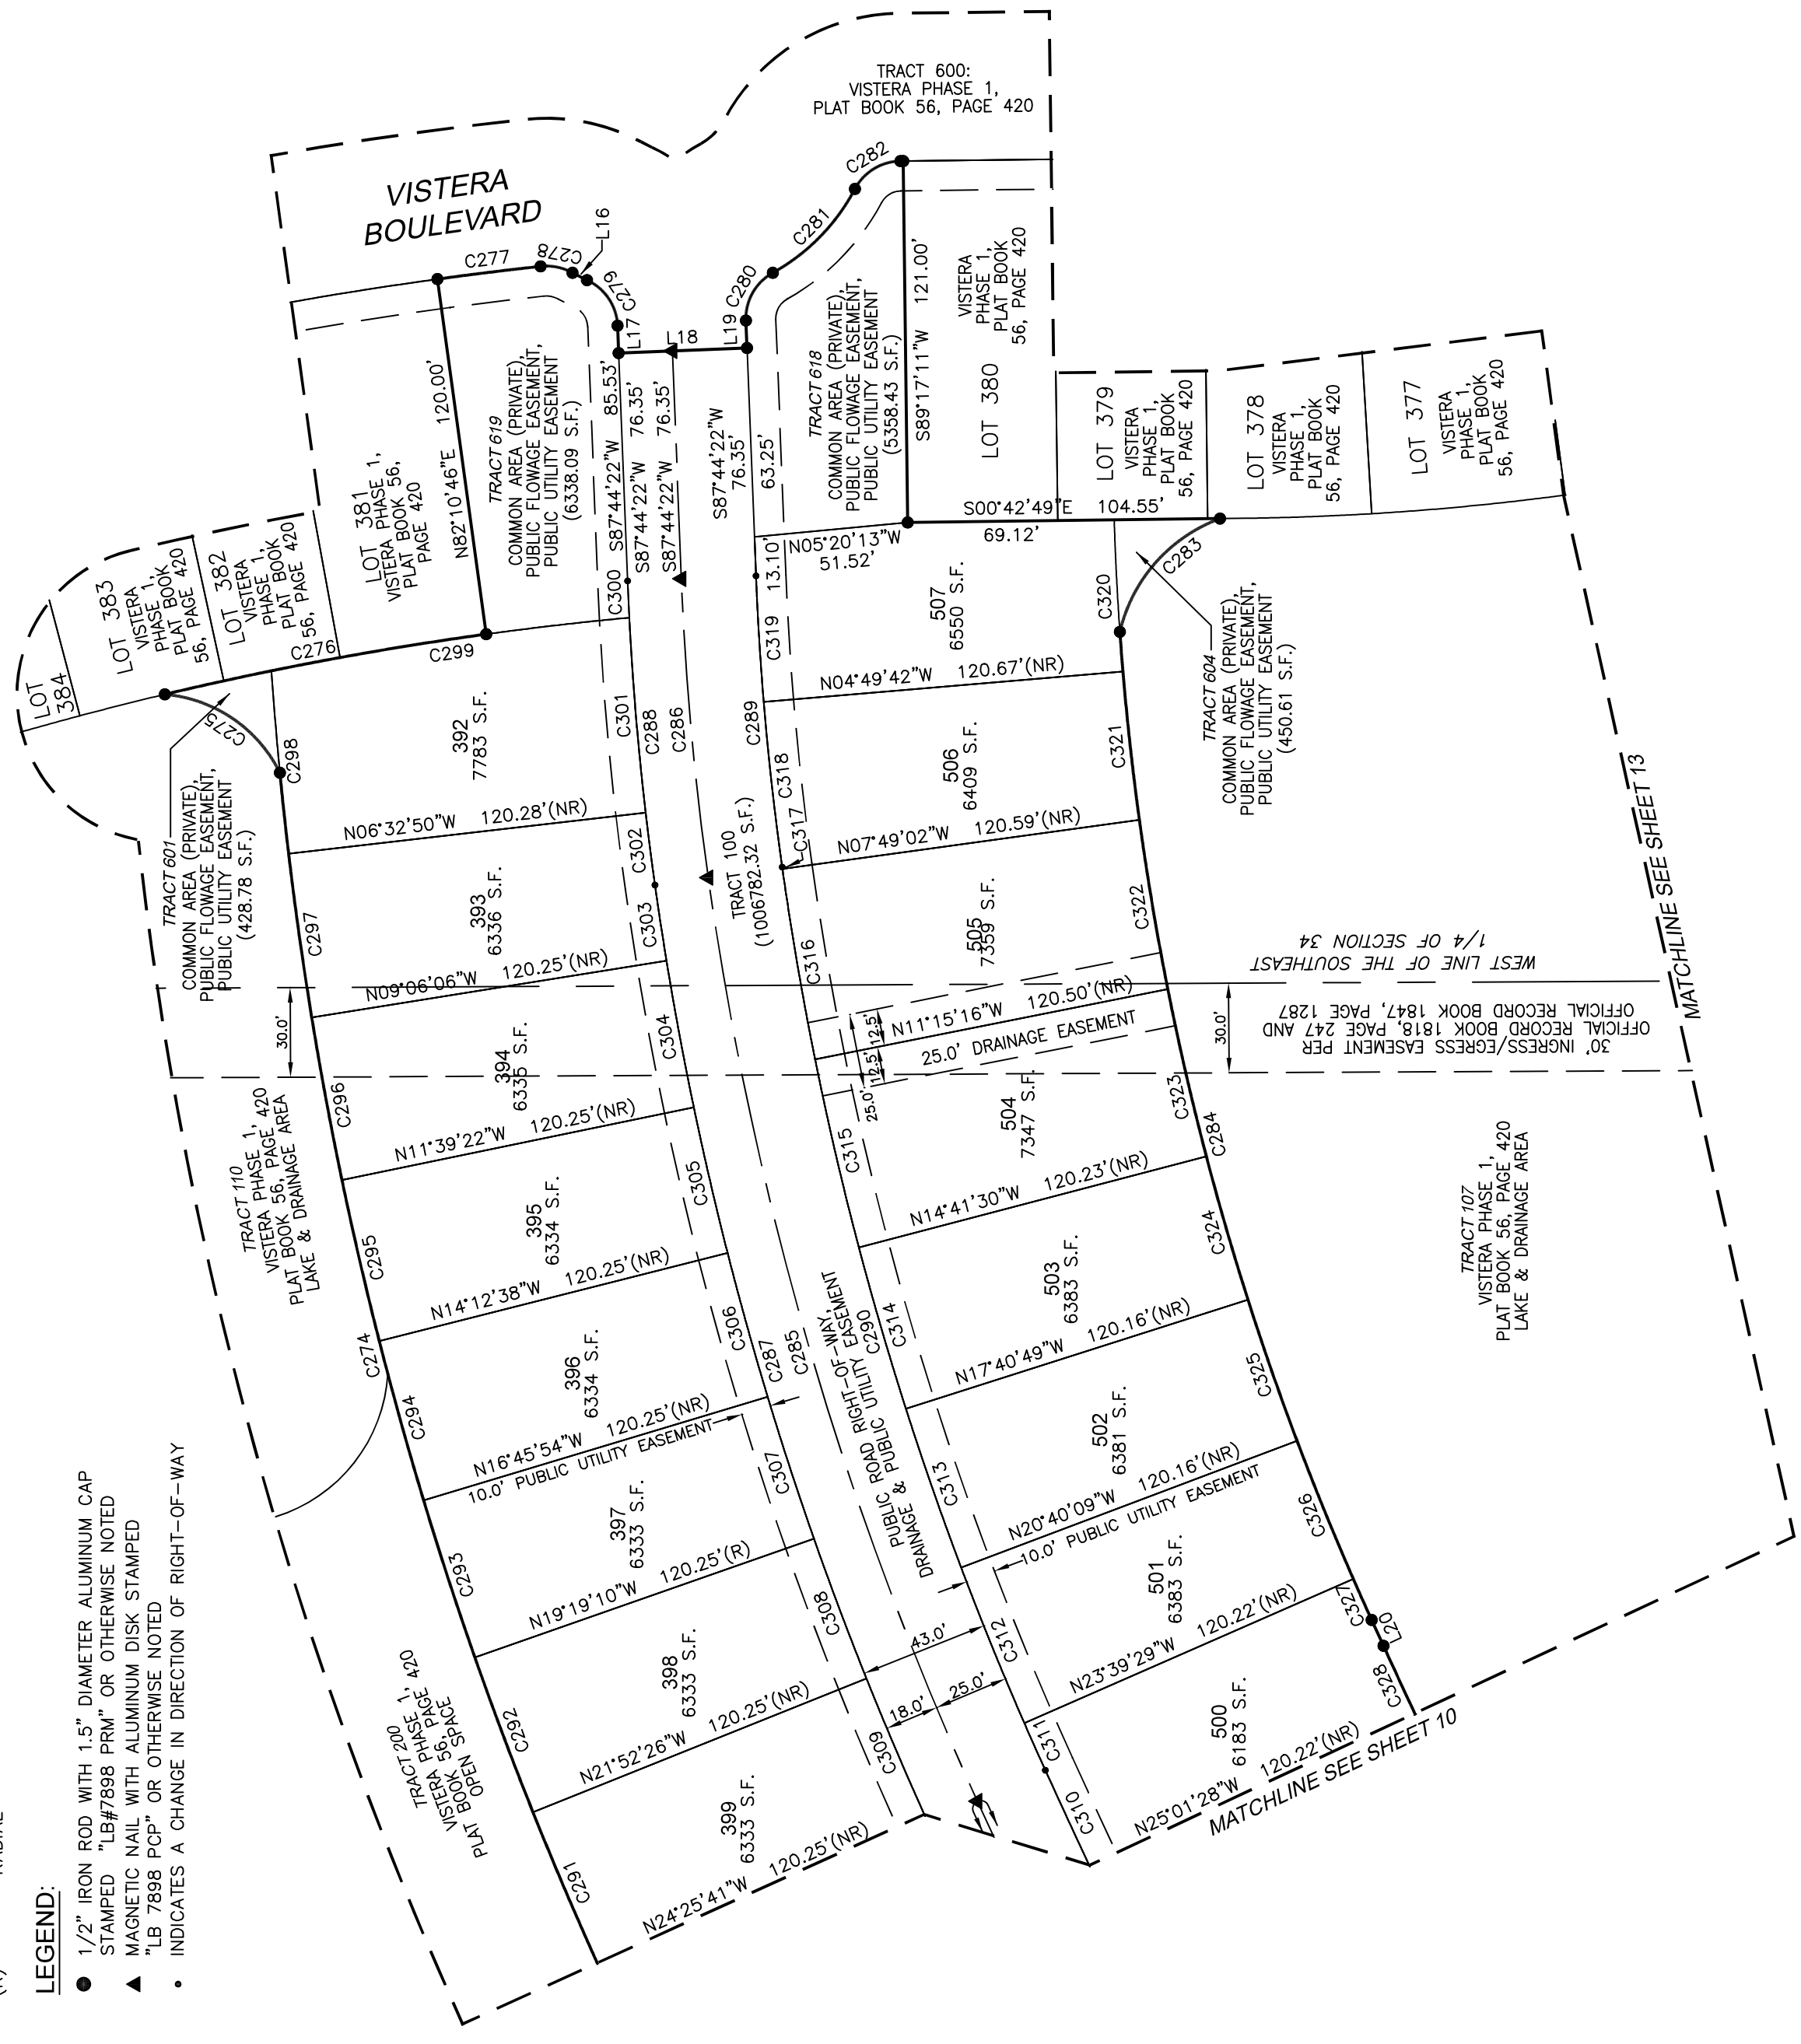 TRACT 600:
VISTERA PHASE 1,
PLAT BOOK 56, PAGE 420
VISTERA
BOULEVARD
C282
C281
C280
C277
C278
L16
C279
L17
L18
L19
TRACT 618
COMMON AREA (PRIVATE),
PUBLIC FLOWAGE EASEMENT,
PUBLIC UTILITY EASEMENT
(5358.43 S.F.)
S89°17'11"W 121.00'
LOT 380
VISTERA
PHASE 1,
PLAT BOOK
56, PAGE 420
LOT 379
VISTERA
PHASE 1,
PLAT BOOK
56, PAGE 420
LOT 378
VISTERA
PHASE 1,
PLAT BOOK
56, PAGE 420
LOT 377
VISTERA
PHASE 1,
PLAT BOOK
56, PAGE 420
S00°42'49"E 104.55'
69.12'
N05°20'13"W
51.52'
C283
C320
TRACT 604
COMMON AREA (PRIVATE),
PUBLIC FLOWAGE EASEMENT,
PUBLIC UTILITY EASEMENT
(450.61 S.F.)
N82°10'46"E 120.00'
TRACT 619
COMMON AREA (PRIVATE),
PUBLIC FLOWAGE EASEMENT,
PUBLIC UTILITY EASEMENT
(6338.09 S.F.)
S87°44'22"W 85.53'
S87°44'22"W 76.35'
S87°44'22"W 76.35'
S87°44'22"W
76.35'
63.25'
13.10'
LOT 381
VISTERA PHASE 1,
PLAT BOOK 56,
PAGE 420
LOT 382
VISTERA
PHASE 1,
PLAT BOOK
56, PAGE 420
LOT 383
VISTERA
PHASE 1,
PLAT BOOK
56, PAGE 420
LOT
384
C276
C299
C300
C275
C298
TRACT 601
COMMON AREA (PRIVATE),
PUBLIC FLOWAGE EASEMENT,
PUBLIC UTILITY EASEMENT
(428.78 S.F.)
392
7783 S.F.
C301
C288
C286
C289
C319
C318
C317
507
6550 S.F.
N04°49'42"W 120.67'(NR)
506
6409 S.F.
C321
N07°49'02"W 120.59'(NR)
N06°32'50"W 120.28'(NR)
C302
C303
TRACT 100
(1006782.32 S.F.)
393
6336 S.F.
C297
N09°06'06"W 120.25'(NR)
505
7359 S.F.
C316
C322
WEST LINE OF THE SOUTHEAST
1/4 OF SECTION 34
30' INGRESS/EGRESS EASEMENT PER
OFFICIAL RECORD BOOK 1818, PAGE 247 AND
OFFICIAL RECORD BOOK 1847, PAGE 1287
MATCHLINE SEE SHEET 13
30.0'
30.0'
N11°15'16"W 120.50'(NR)
25.0' DRAINAGE EASEMENT
12.5'
12.5'
25.0'
394
6335 S.F.
C296
C304
N11°39'22"W 120.25'(NR)
504
7347 S.F.
C315
C323
C284
N14°41'30"W 120.23'(NR)
TRACT 110
VISTERA PHASE 1,
PLAT BOOK 56, PAGE 420
LAKE & DRAINAGE AREA
395
6334 S.F.
C295
C305
N14°12'38"W 120.25'(NR)
503
6383 S.F.
C324
C314
C290
N17°40'49"W 120.16'(NR)
TRACT 107
VISTERA PHASE 1,
PLAT BOOK 56, PAGE 420
LAKE & DRAINAGE AREA
C274
396
6334 S.F.
C294
C306
C287
C285
N16°45'54"W 120.25'(NR)
10.0' PUBLIC UTILITY EASEMENT
PUBLIC ROAD RIGHT-OF-WAY,
DRAINAGE & PUBLIC UTILITY EASEMENT
502
6381 S.F.
C325
C313
N20°40'09"W 120.16'(NR)
10.0' PUBLIC UTILITY EASEMENT
397
6333 S.F.
C293
C307
N19°19'10"W 120.25'(R)
501
6383 S.F.
C326
C312
N23°39'29"W 120.22'(NR)
C327
L20
C328
398
6333 S.F.
C292
C308
N21°52'26"W 120.25'(NR)
43.0'
18.0'
25.0'
C309
C311
C310
500
6183 S.F.
N25°01'28"W 120.22'(NR)
MATCHLINE SEE SHEET 10
TRACT 200
VISTERA PHASE 1,
PLAT BOOK 56, PAGE 420
OPEN SPACE
399
6333 S.F.
C291
N24°25'41"W 120.25'(NR)
LEGEND:
1/2" IRON ROD WITH 1.5" DIAMETER ALUMINUM CAP
STAMPED "LB#7898 PRM" OR OTHERWISE NOTED
MAGNETIC NAIL WITH ALUMINUM DISK STAMPED
"LB 7898 PCP" OR OTHERWISE NOTED
INDICATES A CHANGE IN DIRECTION OF RIGHT-OF-WAY